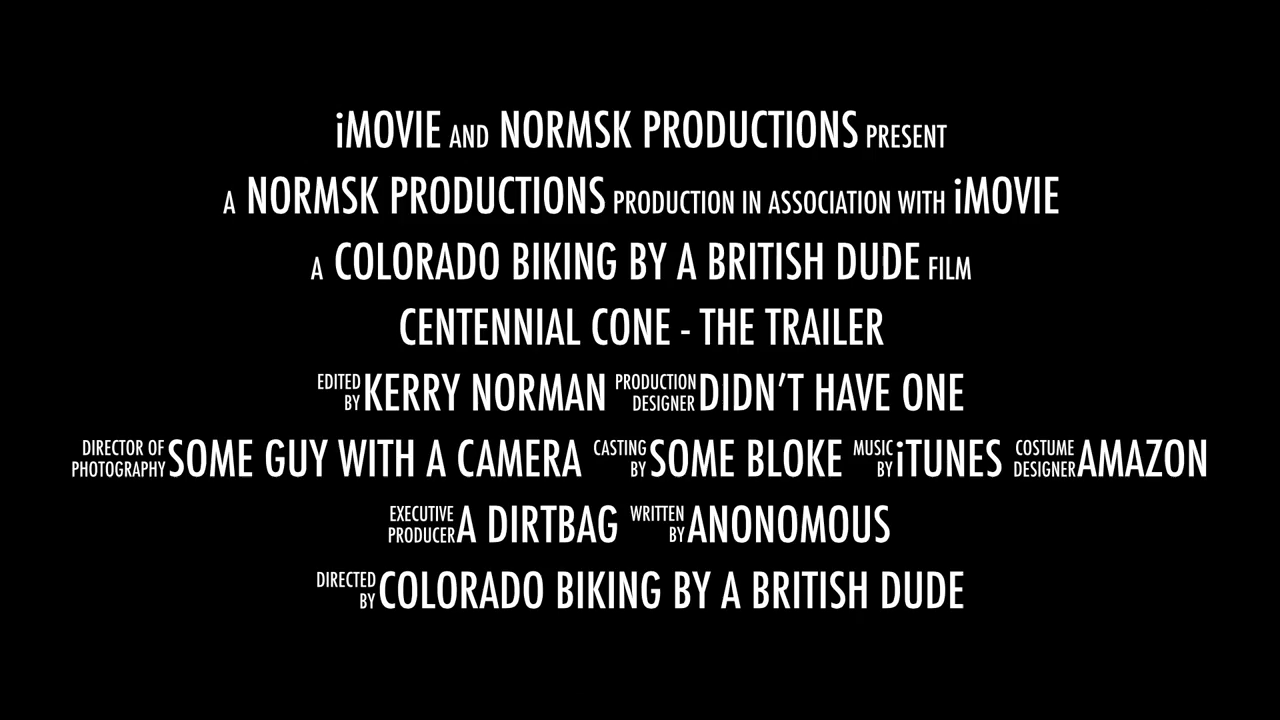 iMOVIE AND NORMSK PRODUCTIONS PRESENT
A NORMSK PRODUCTIONS PRODUCTION IN ASSOCIATION WITH iMOVIE
A COLORADO BIKING BY A BRITISH DUDE FILM
CENTENNIAL CONE - THE TRAILER
EDITED BY KERRY NORMAN PRODUCTION DESIGNER DIDN'T HAVE ONE
DIRECTOR OF PHOTOGRAPHY SOME GUY WITH A CAMERA CASTING BY SOME BLOKE MUSIC BY iTUNES COSTUME DESIGNER AMAZON
EXECUTIVE PRODUCER A DIRTBAG WRITTEN BY ANONOMOUS
DIRECTED BY COLORADO BIKING BY A BRITISH DUDE